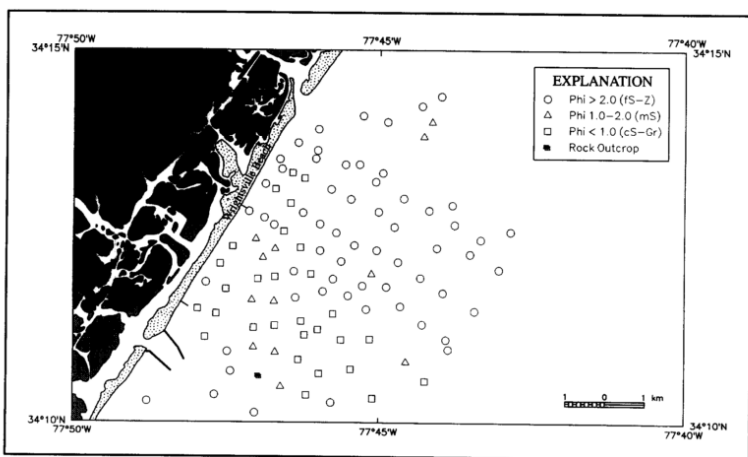 77°50'W
77°45'W
77°40'W
34°15'N
34°15'N
EXPLANATION
Phi > 2.0 (fS–Z)
Phi 1.0–2.0 (mS)
Phi < 1.0 (cS–Gr)
Rock Outcrop
Wrightsville Beach
1 0 1 km
34°10'N
34°10'N
77°50'W
77°45'W
77°40'W